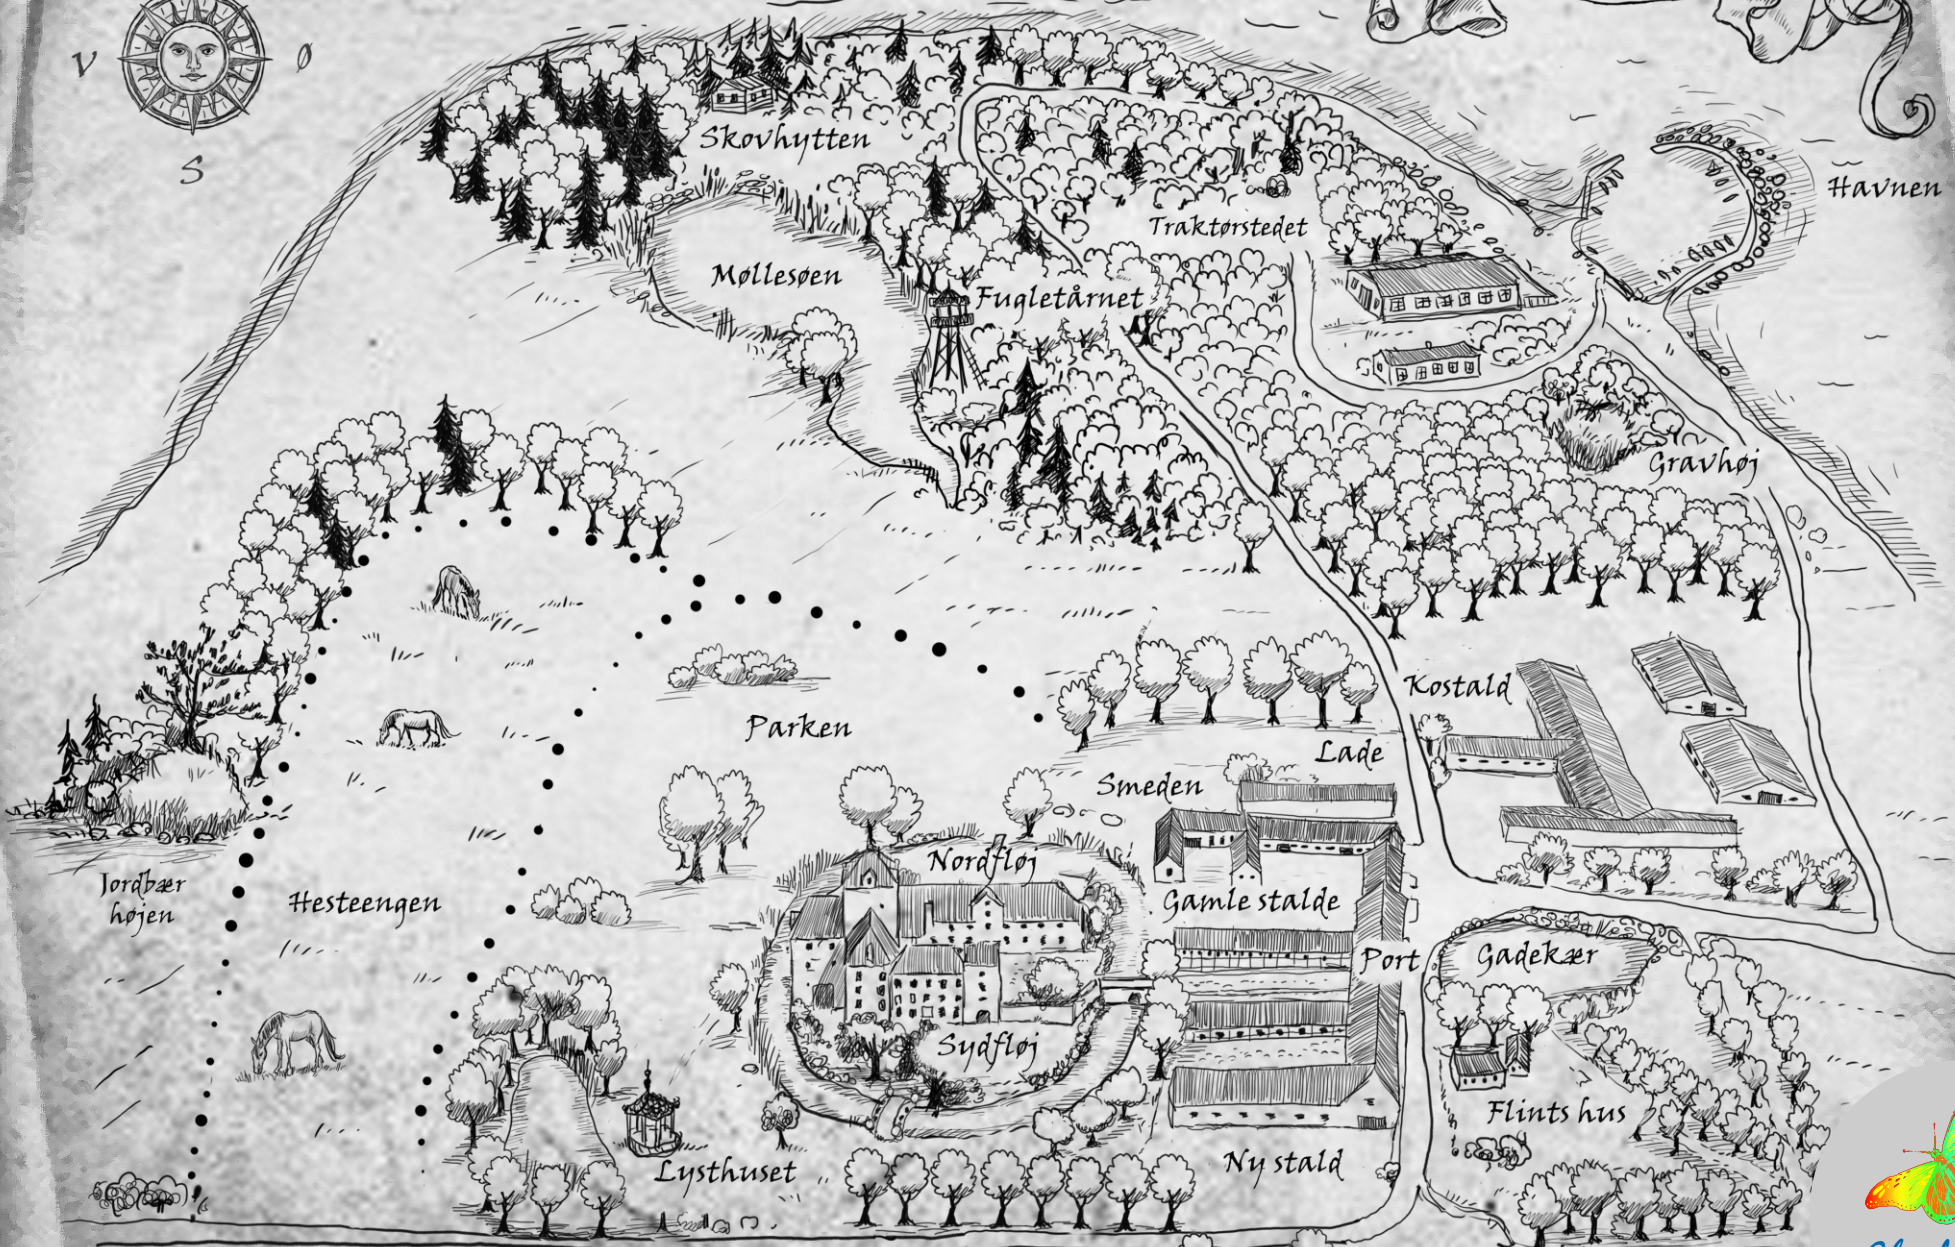 V
Ø
S
Skovhytten
Havnen
Traktørstedet
Møllesøen
Fugletårnet
Gravhøj
Kostald
Parken
Lade
Smeden
Nordfløj
Jordbær
højen
Hesteengen
Gamle stalde
Port
Gadekær
Sydfløj
Flints hus
Lysthuset
Ny stald